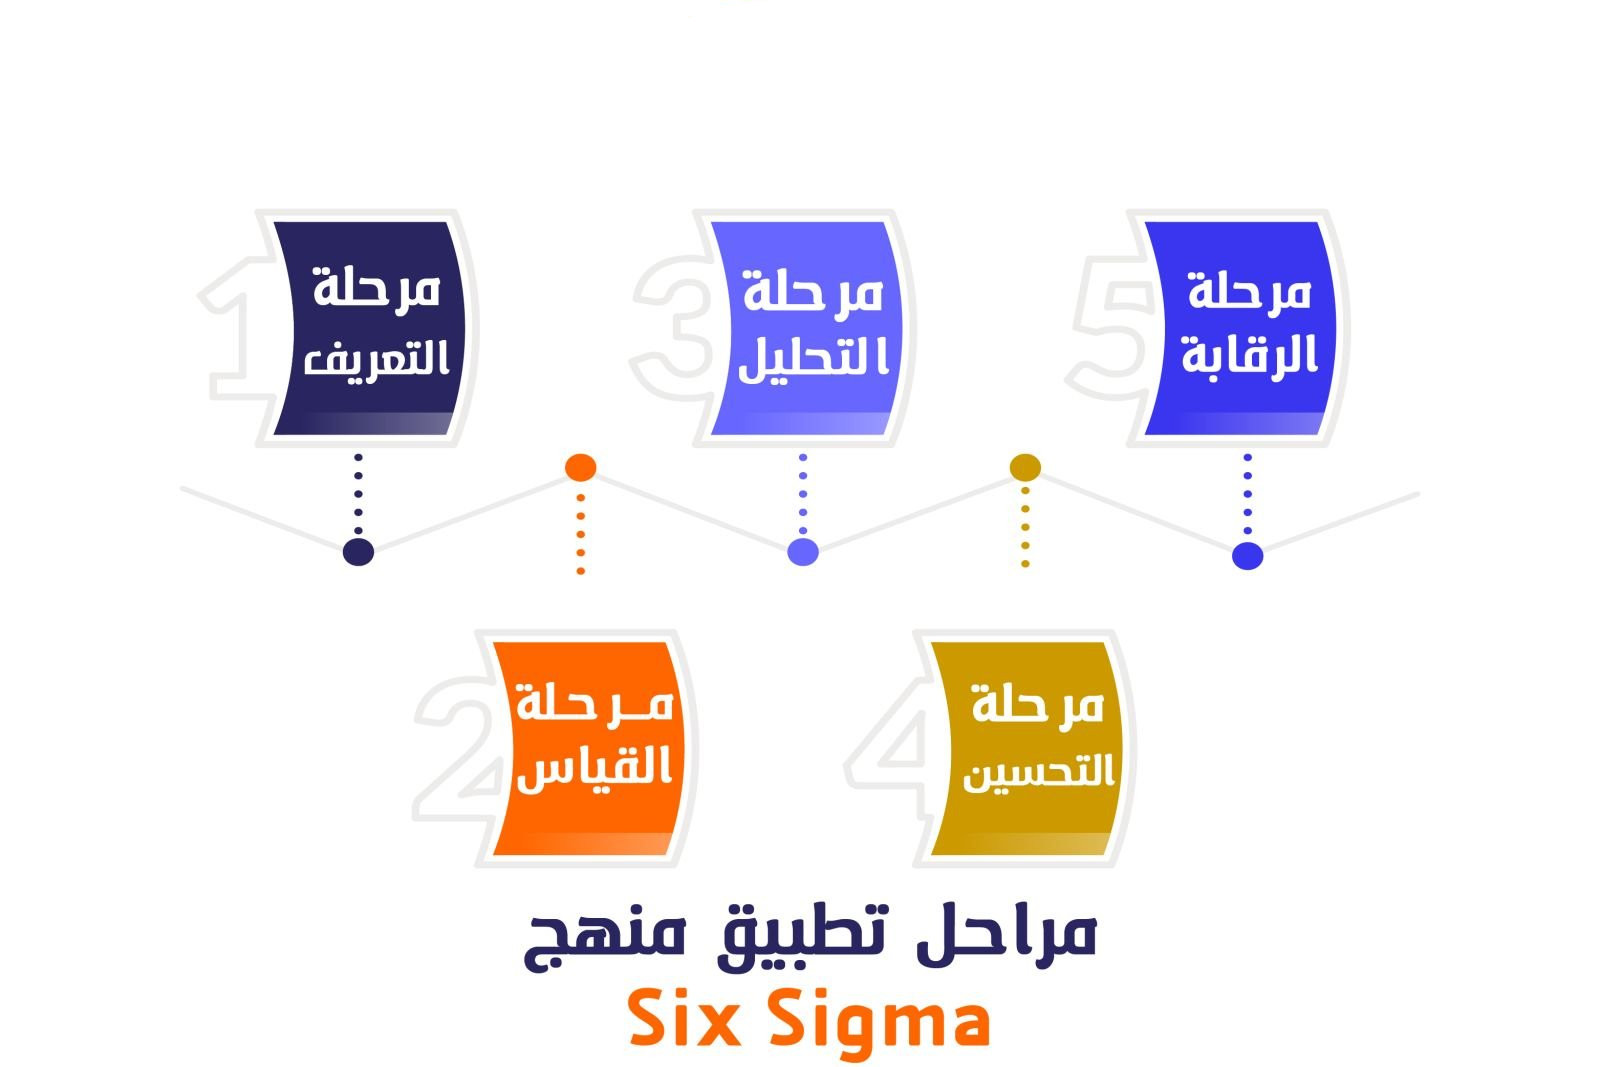 1
مرحلة
التعريف
3
مرحلة
التحليل
5
مرحلة
الرقابة
2
مرحلة
القياس
4
مرحلة
التحسين
مراحل تطبيق منهج
Six Sigma